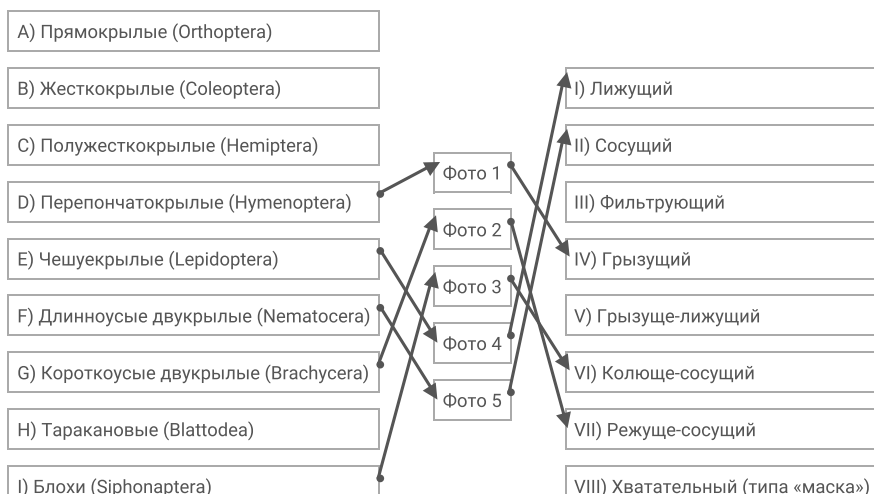 A) Прямокрылые (Orthoptera)
B) Жесткокрылые (Coleoptera)
C) Полужесткокрылые (Hemiptera)
D) Перепончатокрылые (Hymenoptera)
E) Чешуекрылые (Lepidoptera)
F) Длинноусые двукрылые (Nematocera)
G) Короткоусые двукрылые (Brachycera)
H) Таракановые (Blattodea)
I) Блохи (Siphonaptera)
Фото 1
Фото 2
Фото 3
Фото 4
Фото 5
I) Лижущий
II) Сосущий
III) Фильтрующий
IV) Грызущий
V) Грызуще-лижущий
VI) Колюще-сосущий
VII) Режуще-сосущий
VIII) Хватательный (типа «маска»)